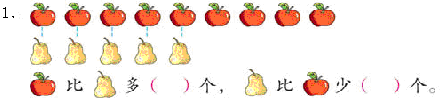 1.
比 多( )个, 比 少( )个。